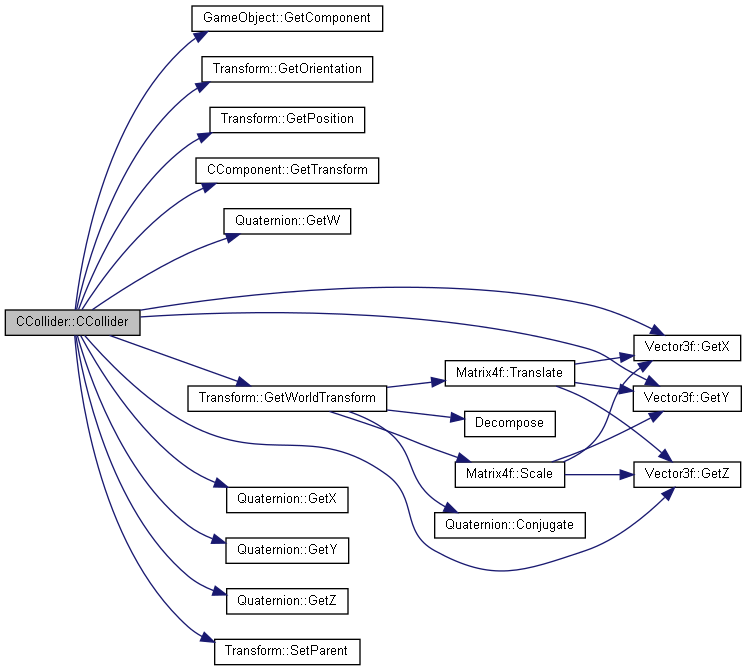 GameObject::GetComponent
Transform::GetOrientation
Transform::GetPosition
CComponent::GetTransform
Quaternion::GetW
CCollider::CCollider
Vector3f::GetX
Matrix4f::Translate
Transform::GetWorldTransform
Vector3f::GetY
Decompose
Matrix4f::Scale
Vector3f::GetZ
Quaternion::GetX
Quaternion::Conjugate
Quaternion::GetY
Quaternion::GetZ
Transform::SetParent